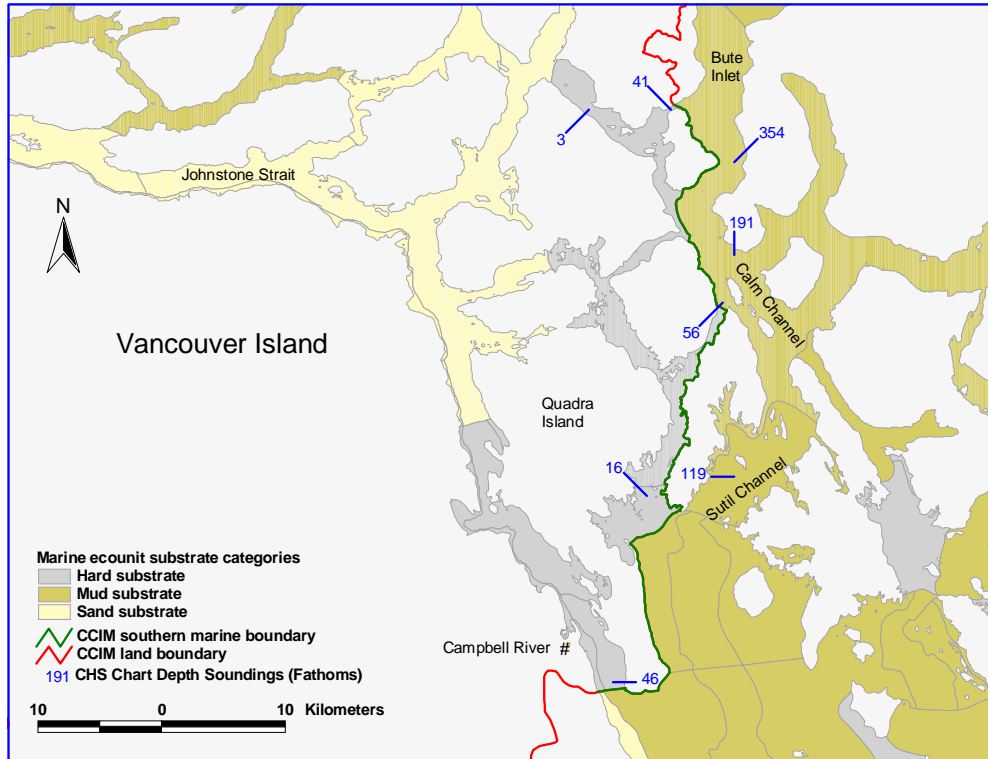 Bute
Inlet
41
3
354
Johnstone Strait
N
191
Calm Channel
56
Vancouver Island
Quadra
Island
16
119
Sutil Channel
Marine ecounit substrate categories
Hard substrate
Mud substrate
Sand substrate
CCIM southern marine boundary
CCIM land boundary
191 CHS Chart Depth Soundings (Fathoms)
Campbell River #
46
10 0 10 Kilometers